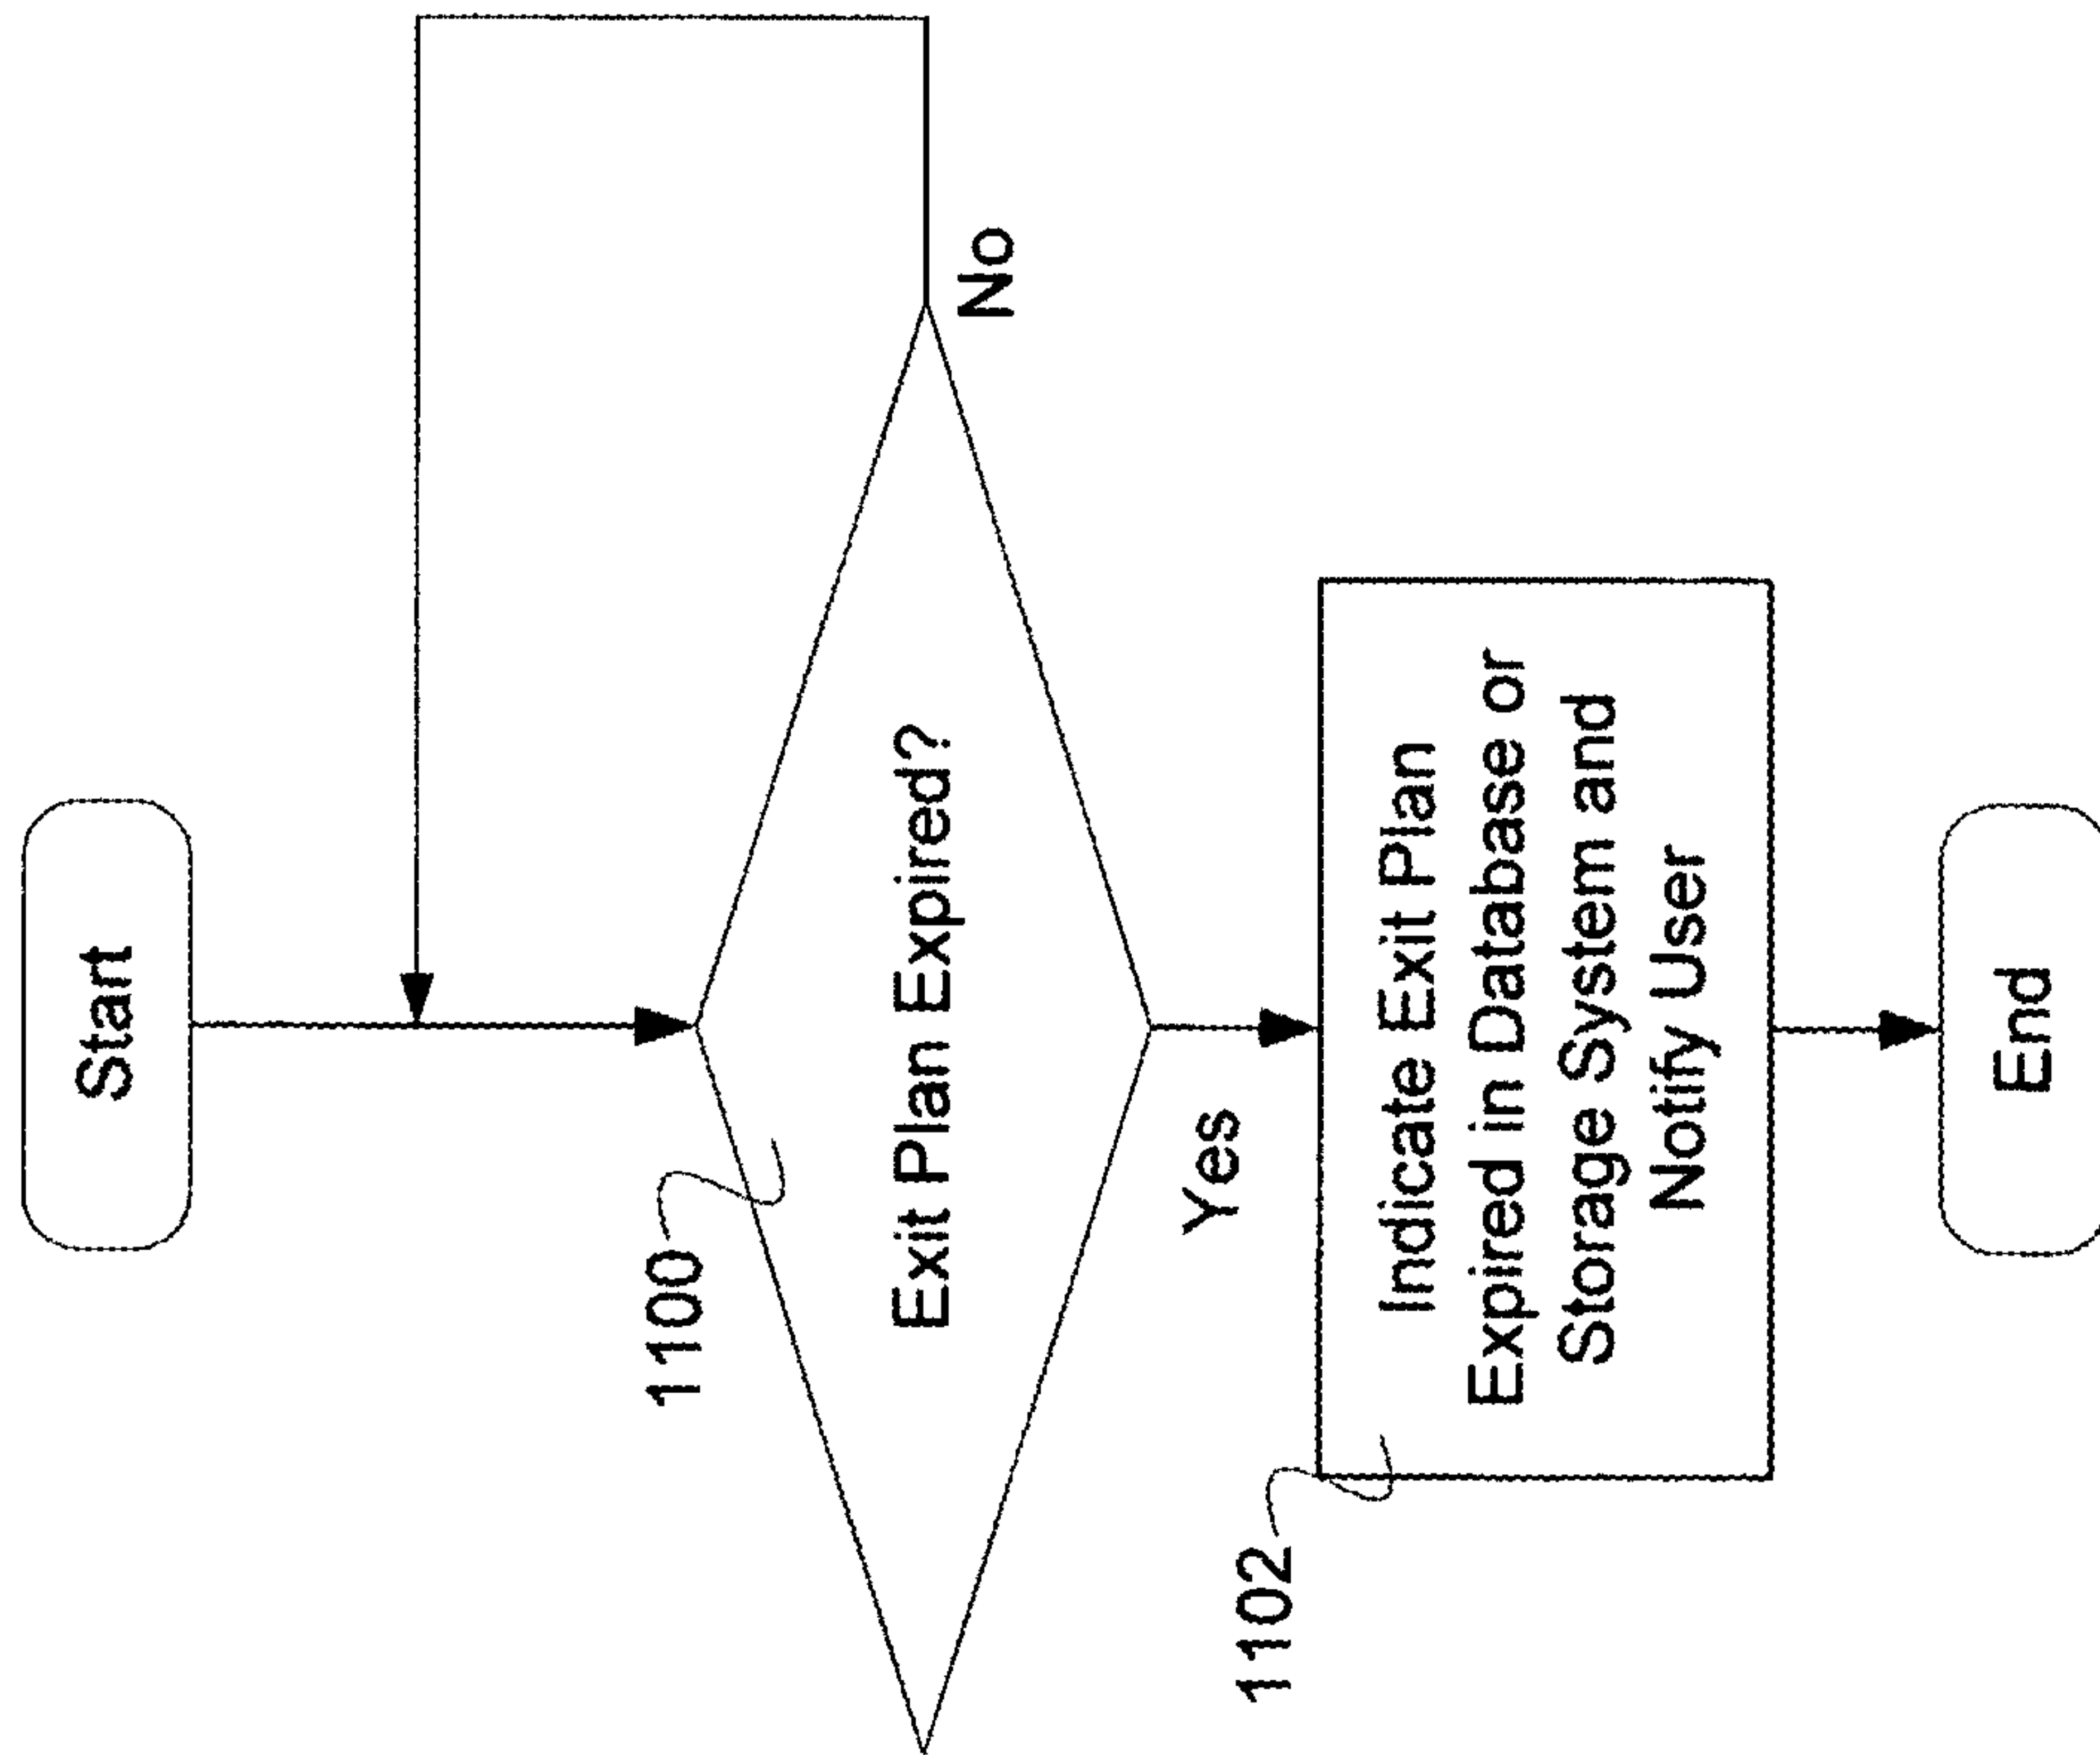 Start
1100
Exit Plan Expired?
No
Yes
1102
Indicate Exit Plan
Expired in Database or
Storage System and
Notify User
End